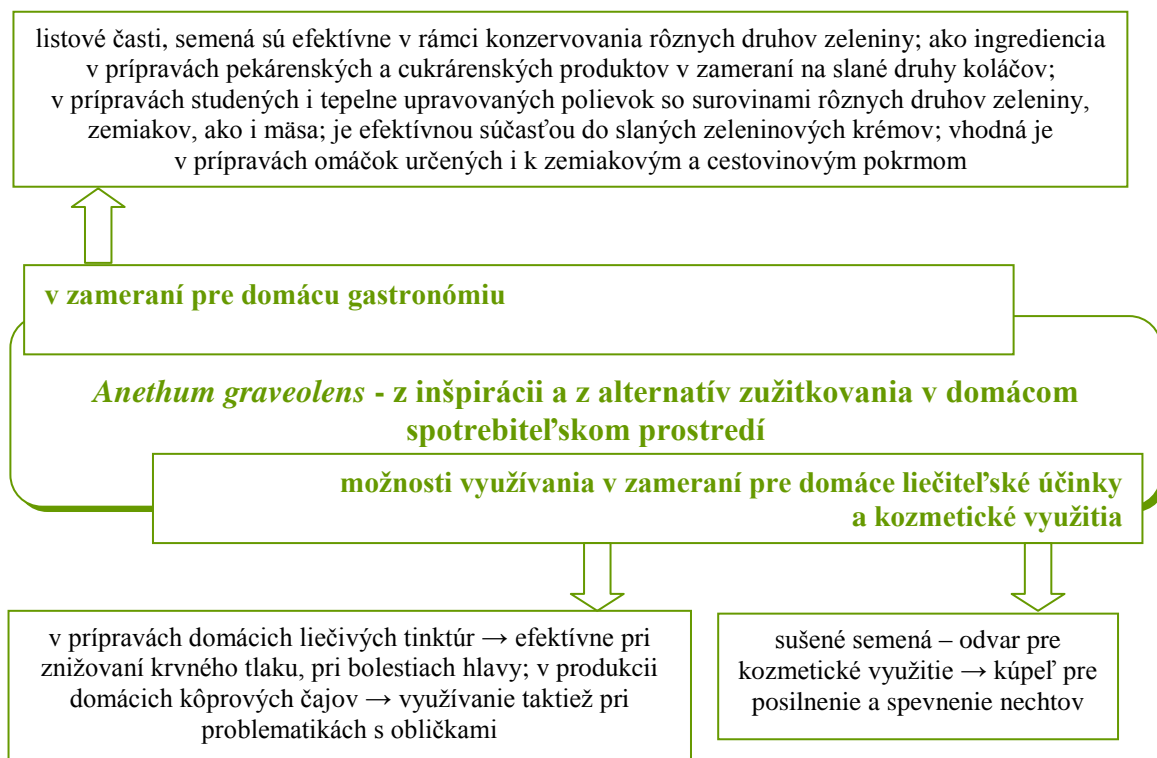 listové časti, semená sú efektívne v rámci konzervovania rôznych druhov zeleniny; ako ingrediencia
v prípravách pekárenských a cukrárenských produktov v zameraní na slané druhy koláčov;
v prípravách studených i tepelne upravovaných polievok so surovinami rôznych druhov zeleniny,
zemiakov, ako i mäsa; je efektívnou súčasťou do slaných zeleninových krémov; vhodná je
v prípravách omáčok určených i k zemiakovým a cestovinovým pokrmom
v zameraní pre domácu gastronómiu
Anethum graveolens - z inšpirácii a z alternatív zužitkovania v domácom
spotrebiteľskom prostredí
možnosti využívania v zameraní pre domáce liečiteľské účinky
a kozmetické využitia
v prípravách domácich liečivých tinktúr → efektívne pri
znižovaní krvného tlaku, pri bolestiach hlavy; v produkcii
domácich kôprových čajov → využívanie taktiež pri
problematikách s obličkami
sušené semená – odvar pre
kozmetické využitie → kúpeľ pre
posilnenie a spevnenie nechtov